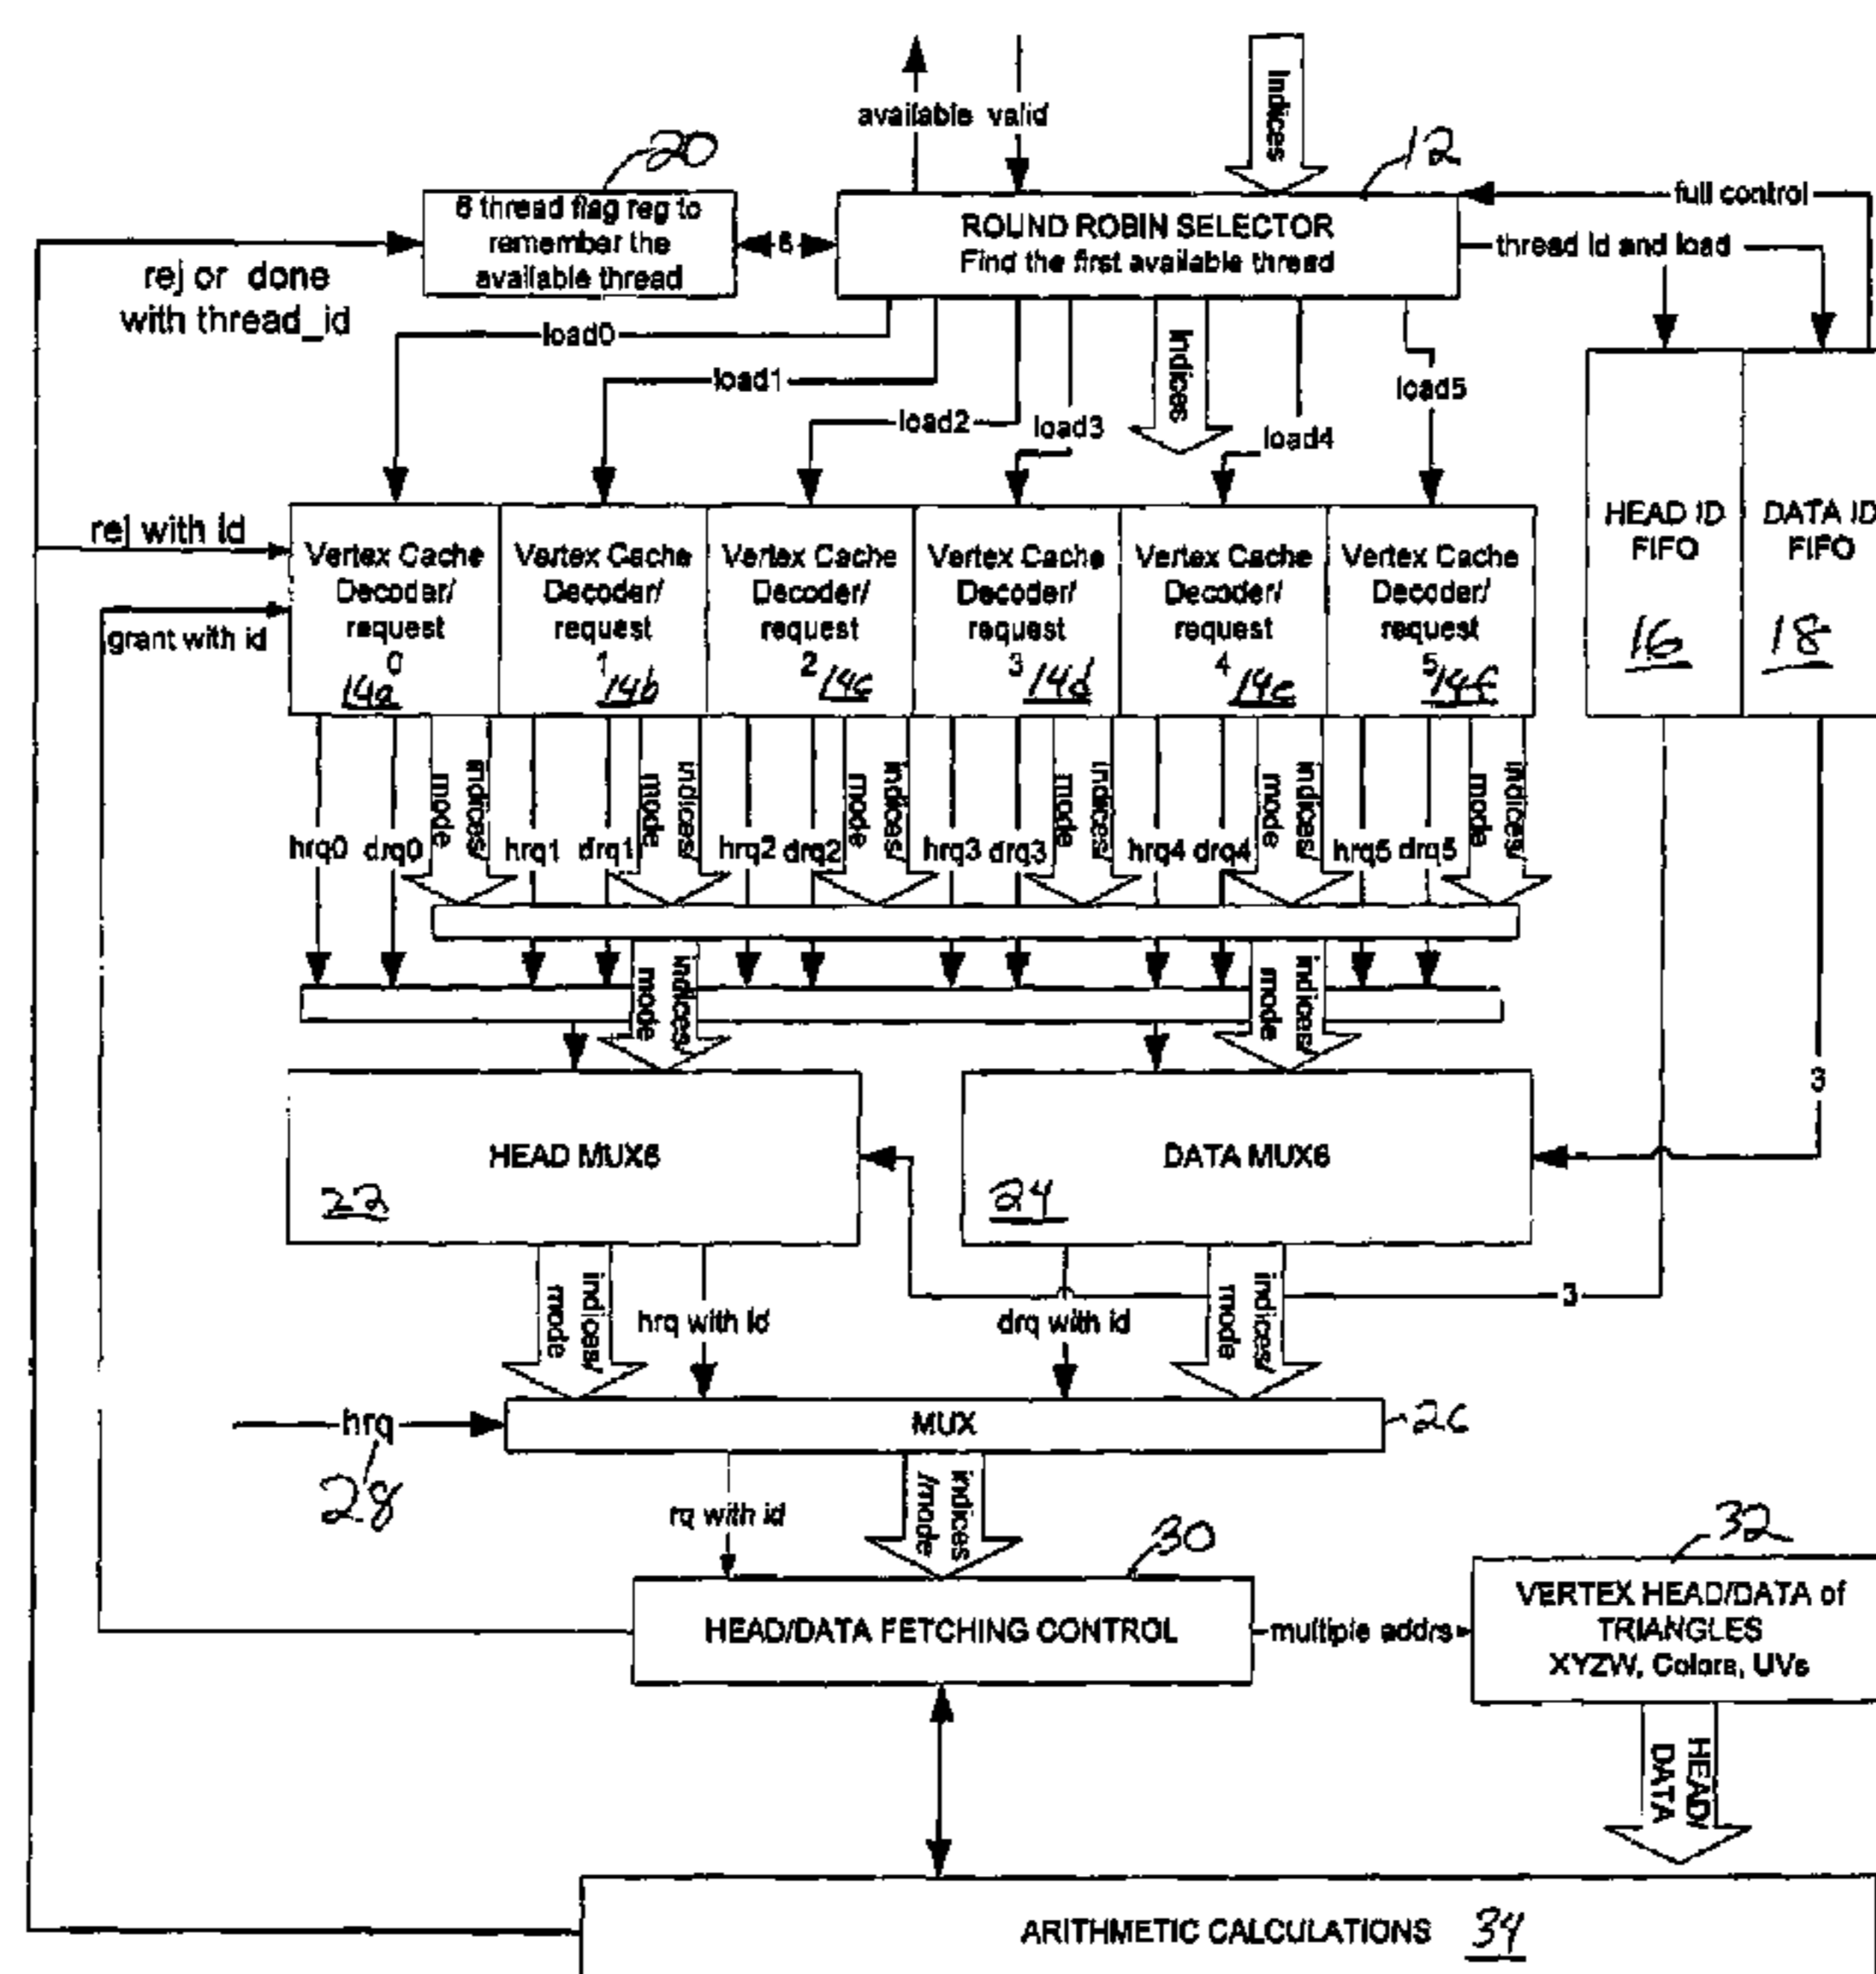 available valid
Indices
20
12
6 thread flag reg to
remember the
available thread
6
ROUND ROBIN SELECTOR
Find the first available thread
full control
thread id and load
rej or done
with thread_id
load0
load1
load2
load3
Indices
load4
load5
rej with id
grant with id
Vertex Cache
Decoder/
request
0
14a
Vertex Cache
Decoder/
request
1
14b
Vertex Cache
Decoder/
request
2
14c
Vertex Cache
Decoder/
request
3
14d
Vertex Cache
Decoder/
request
4
14e
Vertex Cache
Decoder/
request
5
14f
HEAD ID
FIFO
16
DATA ID
FIFO
18
hrq0
drq0
indices/
mode
hrq1
drq1
indices/
mode
hrq2
drq2
indices/
mode
hrq3
drq3
indices/
mode
hrq4
drq4
indices/
mode
hrq5
drq5
indices/
mode
indices/
mode
indices/
mode
3
HEAD MUX6
22
DATA MUX6
24
indices/
mode
hrq with id
drq with id
indices/
mode
3
hrq
28
MUX
26
rq with id
indices
/mode
30
HEAD/DATA FETCHING CONTROL
multiple addrs
32
VERTEX HEAD/DATA of
TRIANGLES
XYZW, Colors, UVs
HEAD/
DATA
ARITHMETIC CALCULATIONS
34